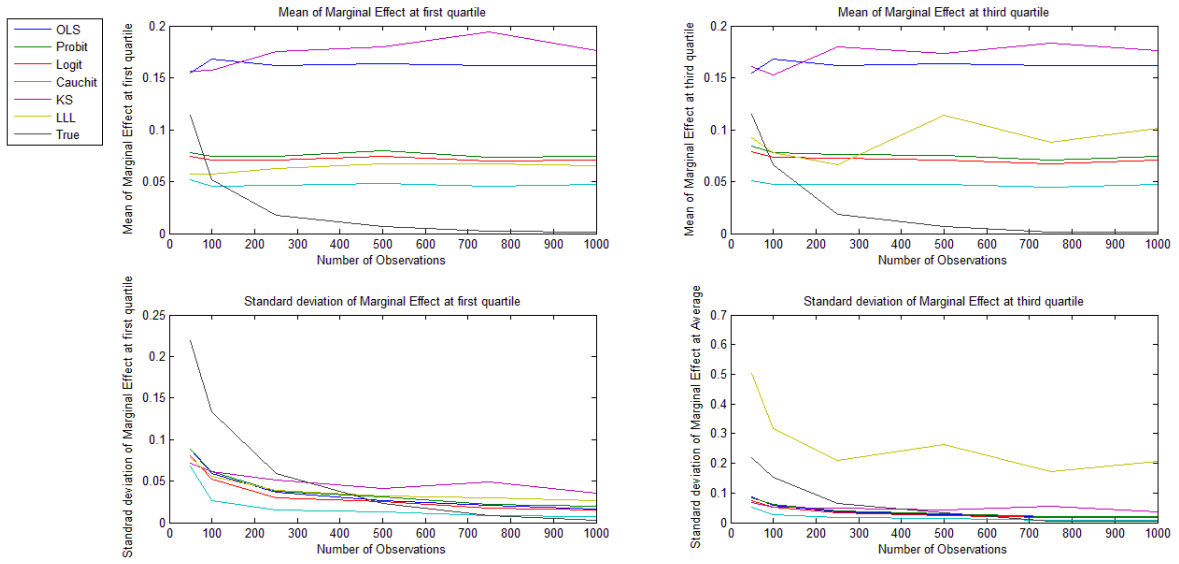 OLS
Probit
Logit
Cauchit
KS
LLL
True
Mean of Marginal Effect at first quartile
Mean of Marginal Effect at first quartile
0.2
0.15
0.1
0.05
0
0 100 200 300 400 500 600 700 800 900 1000
Number of Observations
Mean of Marginal Effect at third quartile
Mean of Marginal Effect at third quartile
0.2
0.15
0.1
0.05
0
0 100 200 300 400 500 600 700 800 900 1000
Number of Observations
Standard deviation of Marginal Effect at first quartile
Standrad deviation of Marginal Effect at first quartile
0.25
0.2
0.15
0.1
0.05
0
0 100 200 300 400 500 600 700 800 900 1000
Number of Observations
Standard deviation of Marginal Effect at third quartile
Standard deviation of Marginal Effect at Average
0.7
0.6
0.5
0.4
0.3
0.2
0.1
0
0 100 200 300 400 500 600 700 800 900 1000
Number of Observations